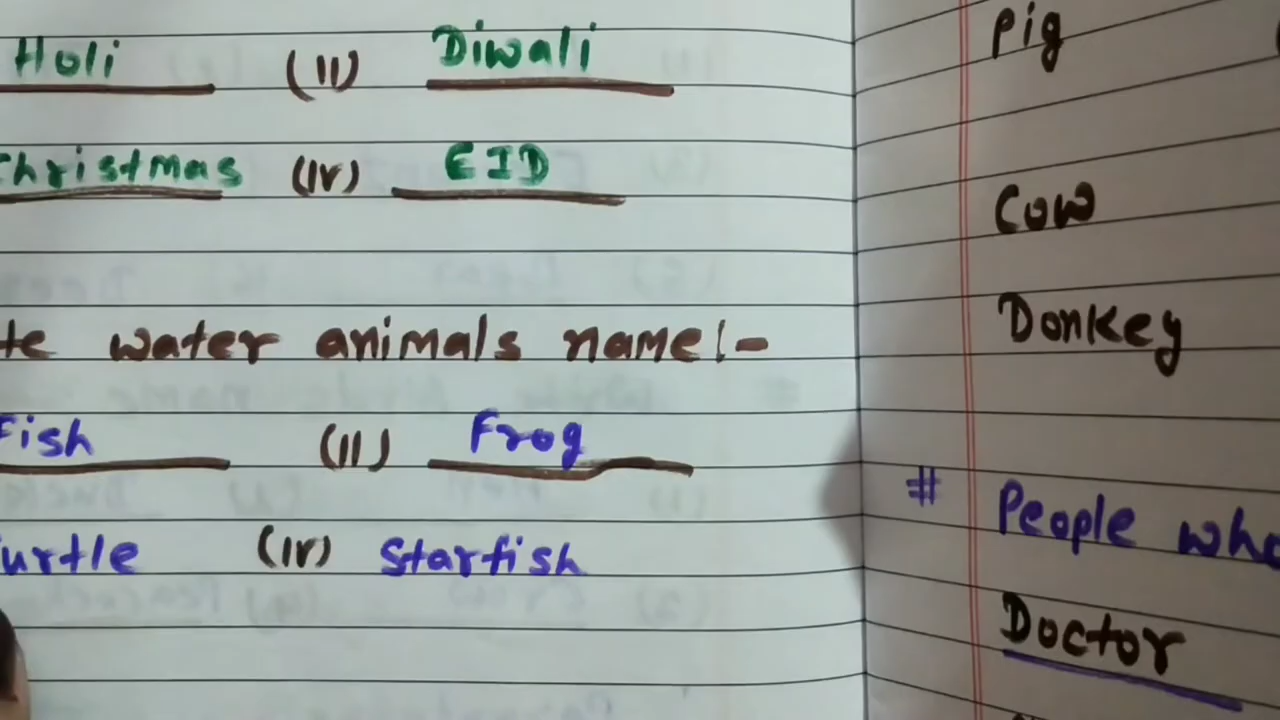 Holi (II) Diwali
Christmas (IV) EID
te water animals name:-
Fish (II) Frog
urtle (IV) Starfish
Pig
Cow
Donkey
# People who
Doctor